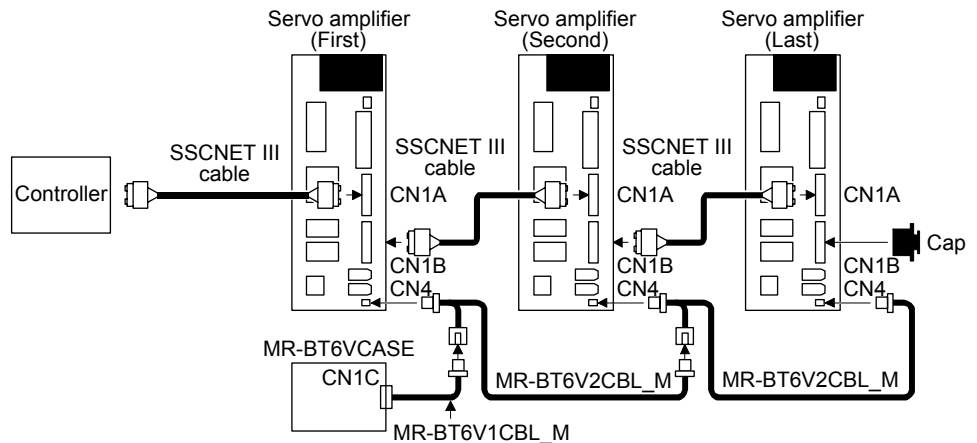 Servo amplifier
(First)
Servo amplifier
(Second)
Servo amplifier
(Last)
SSCNET III
cable
SSCNET III
cable
SSCNET III
cable
Controller
CN1A
CN1A
CN1A
Cap
CN1B
CN1B
CN1B
CN4
CN4
CN4
MR-BT6VCASE
CN1C
MR-BT6V2CBL_M
MR-BT6V2CBL_M
MR-BT6V1CBL_M